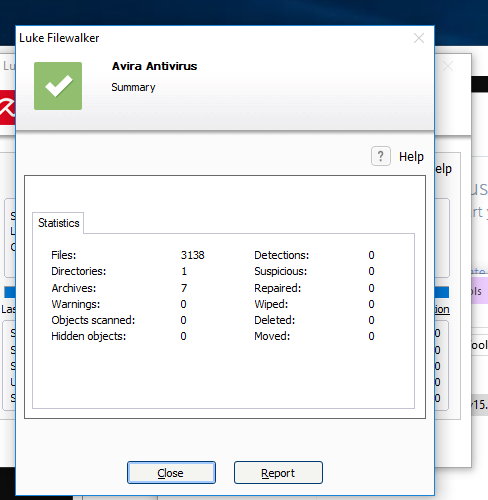 Luke Filewalker
Avira Antivirus
Summary
? Help
Statistics
Files: 3138 Detections: 0
Directories: 1 Suspicious: 0
Archives: 7 Repaired: 0
Warnings: 0 Wiped: 0
Objects scanned: 0 Deleted: 0
Hidden objects: 0 Moved: 0
Close Report